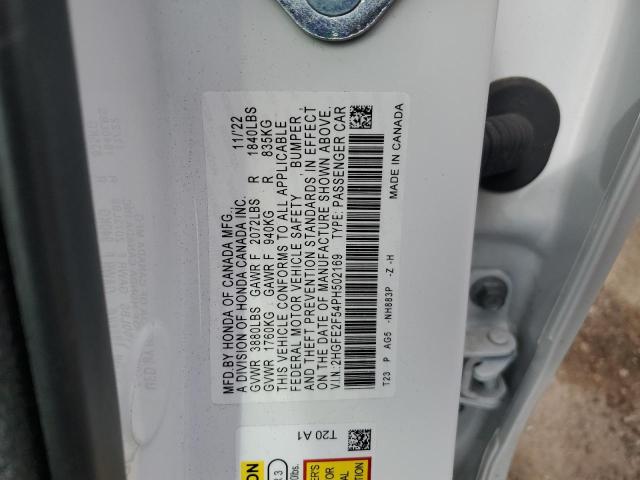 MFD.BY HONDA OF CANADA MFG. 11/22
A DIVISION OF HONDA CANADA INC.
GVWR 3880LBS GAWR F 2072LBS R 1840LBS
GVWR 1760KG GAWR F 940KG R 835KG
THIS VEHICLE CONFORMS TO ALL APPLICABLE
FEDERAL MOTOR VEHICLE SAFETY, BUMPER,
AND THEFT PREVENTION STANDARDS IN EFFECT
ON THE DATE OF MANUFACTURE SHOWN ABOVE.
V.I.N.:2HGFE2F54PH502169 TYPE: PASSENGER CAR
T23 P AG5 -NH883P -Z -H
MADE IN CANADA
T20 A1